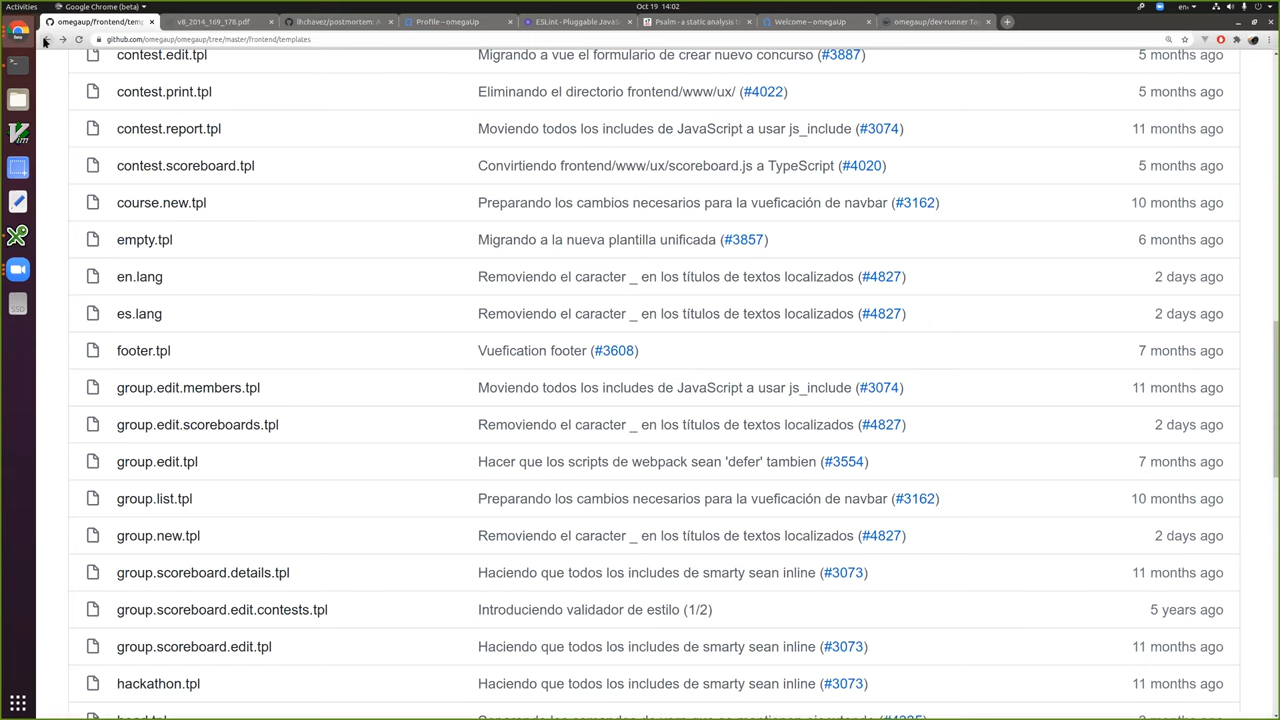 Activities
Google Chrome (beta)
Oct 19 14:02
en
omegaup/frontend/temp
v8_2014_169_178.pdf
lhchavez/postmortem: A
Profile – omegaUp
ESLint - Pluggable JavaS
Psalm - a static analysis t
Welcome – omegaUp
omegaup/dev-runner Tag
github.com/omegaup/omegaup/tree/master/frontend/templates
contest.edit.tpl Migrando a vue el formulario de crear nuevo concurso (#3887) 5 months ago
contest.print.tpl Eliminando el directorio frontend/www/ux/ (#4022) 5 months ago
contest.report.tpl Moviendo todos los includes de JavaScript a usar js_include (#3074) 11 months ago
contest.scoreboard.tpl Convirtiendo frontend/www/ux/scoreboard.js a TypeScript (#4020) 5 months ago
course.new.tpl Preparando los cambios necesarios para la vueficación de navbar (#3162) 10 months ago
empty.tpl Migrando a la nueva plantilla unificada (#3857) 6 months ago
en.lang Removiendo el caracter _ en los títulos de textos localizados (#4827) 2 days ago
es.lang Removiendo el caracter _ en los títulos de textos localizados (#4827) 2 days ago
footer.tpl Vuefication footer (#3608) 7 months ago
group.edit.members.tpl Moviendo todos los includes de JavaScript a usar js_include (#3074) 11 months ago
group.edit.scoreboards.tpl Removiendo el caracter _ en los títulos de textos localizados (#4827) 2 days ago
group.edit.tpl Hacer que los scripts de webpack sean 'defer' tambien (#3554) 7 months ago
group.list.tpl Preparando los cambios necesarios para la vueficación de navbar (#3162) 10 months ago
group.new.tpl Removiendo el caracter _ en los títulos de textos localizados (#4827) 2 days ago
group.scoreboard.details.tpl Haciendo que todos los includes de smarty sean inline (#3073) 11 months ago
group.scoreboard.edit.contests.tpl Introduciendo validador de estilo (1/2) 5 years ago
group.scoreboard.edit.tpl Haciendo que todos los includes de smarty sean inline (#3073) 11 months ago
hackathon.tpl Haciendo que todos los includes de smarty sean inline (#3073) 11 months ago